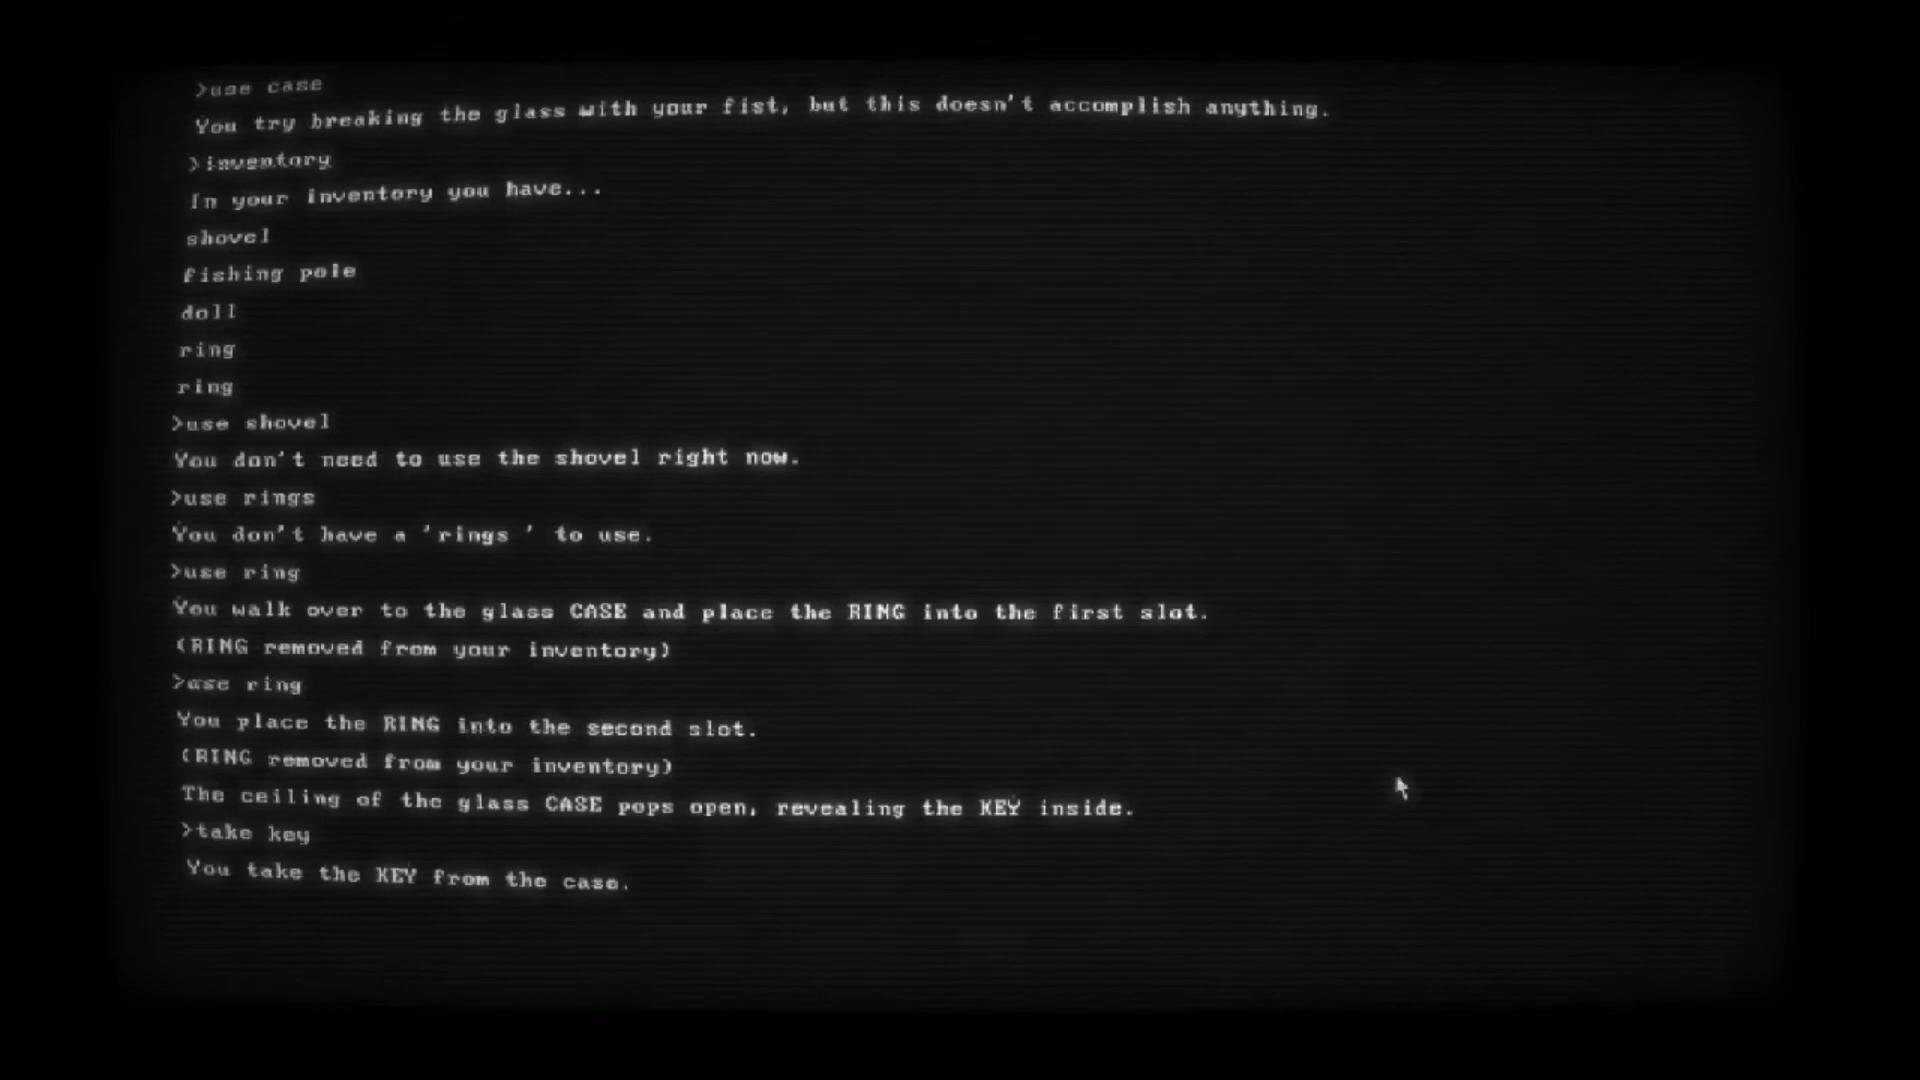 >use case
You try breaking the glass with your fist, but this doesn't accomplish anything.
>inventory
In your inventory you have...
shovel
fishing pole
doll
ring
ring
>use shovel
You don't need to use the shovel right now.
>use rings
You don't have a 'rings ' to use.
>use ring
You walk over to the glass CASE and place the RING into the first slot.
(RING removed from your inventory)
>use ring
You place the RING into the second slot.
(RING removed from your inventory)
The ceiling of the glass CASE pops open, revealing the KEY inside.
>take key
You take the KEY from the case.